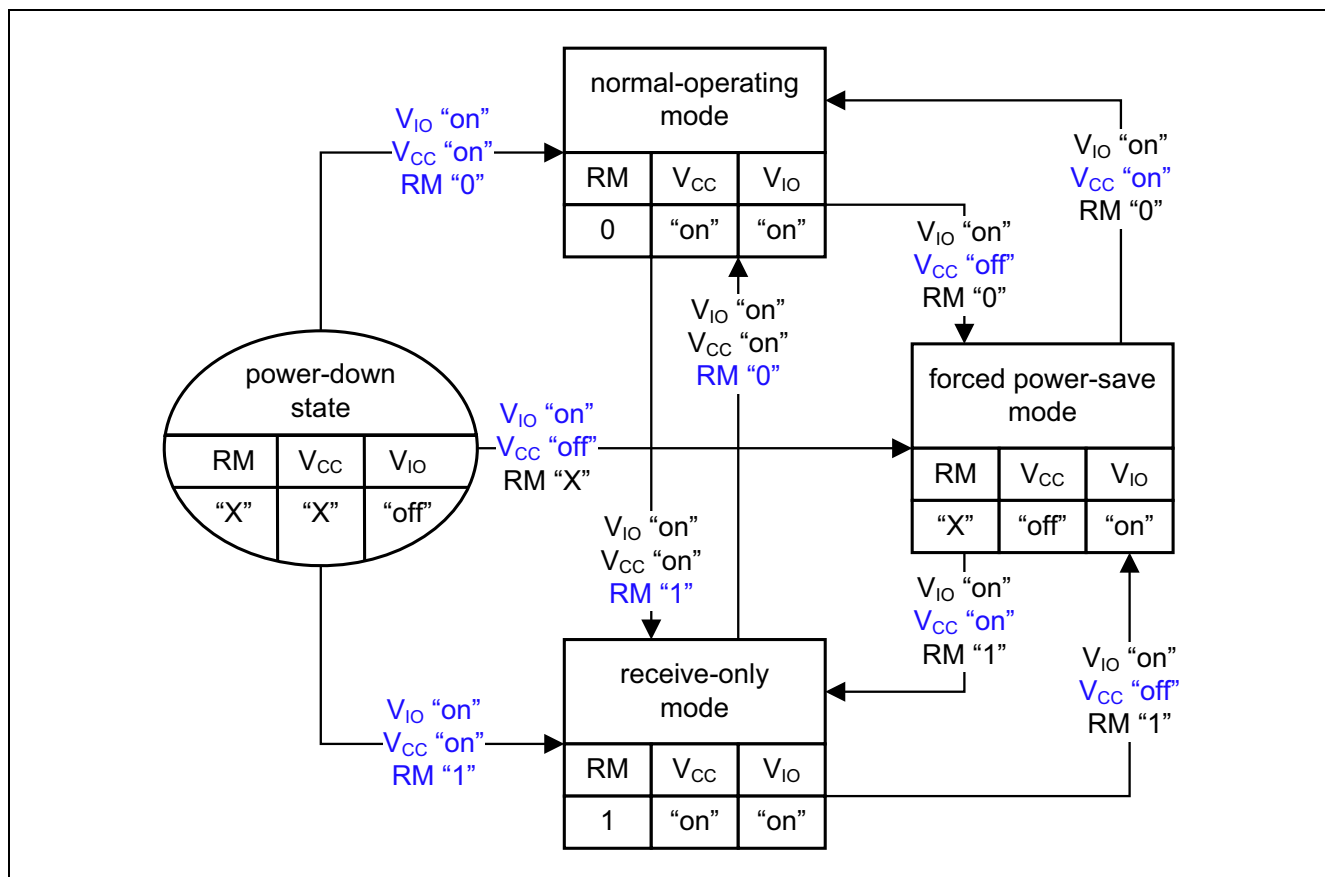 normal-operating
mode
RM VCC VIO
0 “on” “on”
VIO “on”
VCC “on”
RM “0”
VIO “on”
VCC “on”
RM “0”
VIO “on”
VCC “off”
RM “0”
VIO “on”
VCC “on”
RM “0”
power-down
state
RM VCC VIO
“X” “X” “off”
VIO “on”
VCC “off”
RM “X”
forced power-save
mode
RM VCC VIO
“X” “off” “on”
VIO “on”
VCC “on”
RM “1”
VIO “on”
VCC “on”
RM “1”
VIO “on”
VCC “off”
RM “1”
VIO “on”
VCC “on”
RM “1”
receive-only
mode
RM VCC VIO
1 “on” “on”